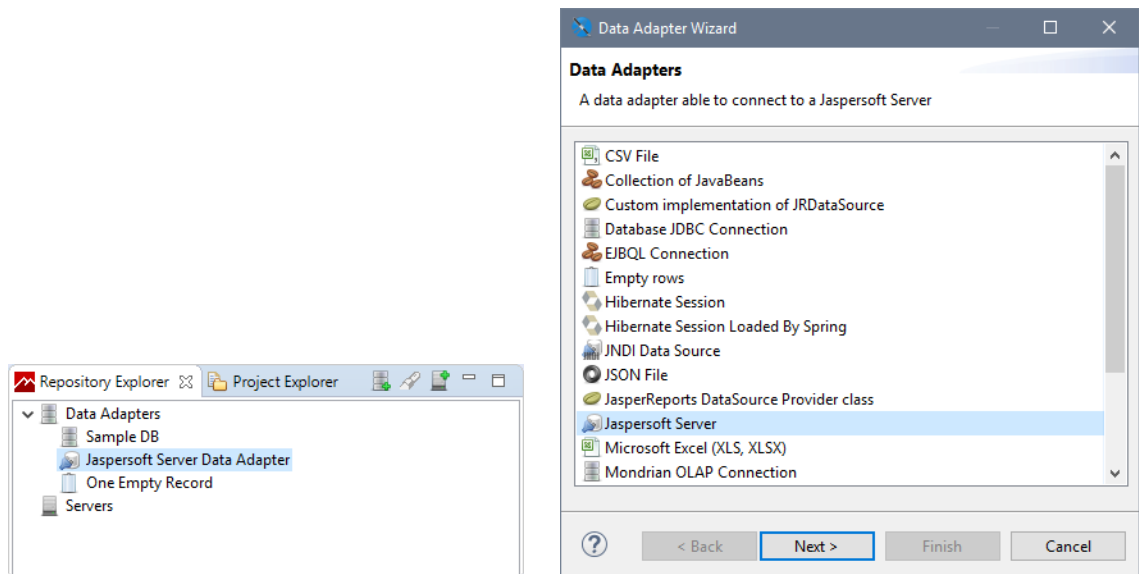 Repository Explorer
Project Explorer
Data Adapters
Sample DB
Jaspersoft Server Data Adapter
One Empty Record
Servers
Data Adapter Wizard
Data Adapters
A data adapter able to connect to a Jaspersoft Server
CSV File
Collection of JavaBeans
Custom implementation of JRDataSource
Database JDBC Connection
EJBQL Connection
Empty rows
Hibernate Session
Hibernate Session Loaded By Spring
JNDI Data Source
JSON File
JasperReports DataSource Provider class
Jaspersoft Server
Microsoft Excel (XLS, XLSX)
Mondrian OLAP Connection
? < Back Next > Finish Cancel